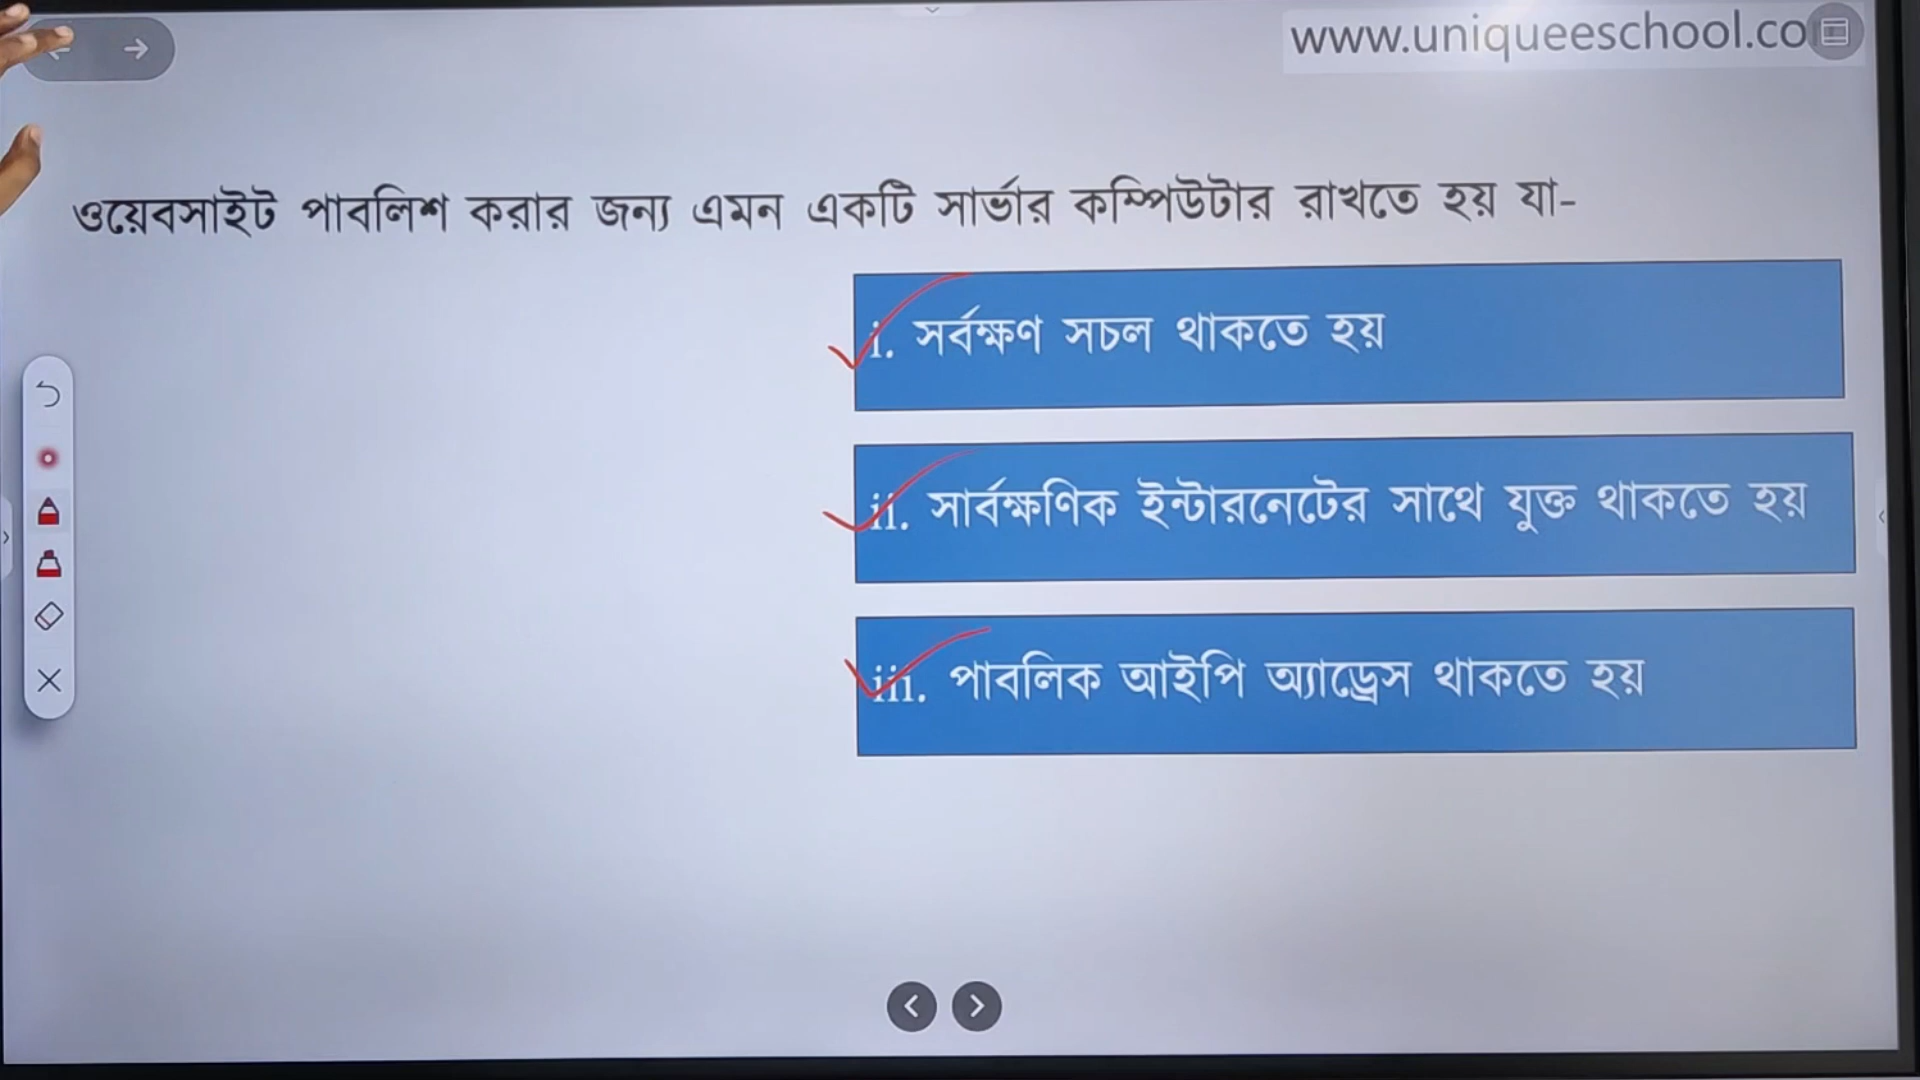 www.uniqueeschool.co
ওয়েবসাইট পাবলিশ করার জন্য এমন একটি সার্ভার কম্পিউটার রাখতে হয় যা-
i. সর্বক্ষণ সচল থাকতে হয়
ii. সার্বক্ষণিক ইন্টারনেটের সাথে যুক্ত থাকতে হয়
iii. পাবলিক আইপি অ্যাড্রেস থাকতে হয়